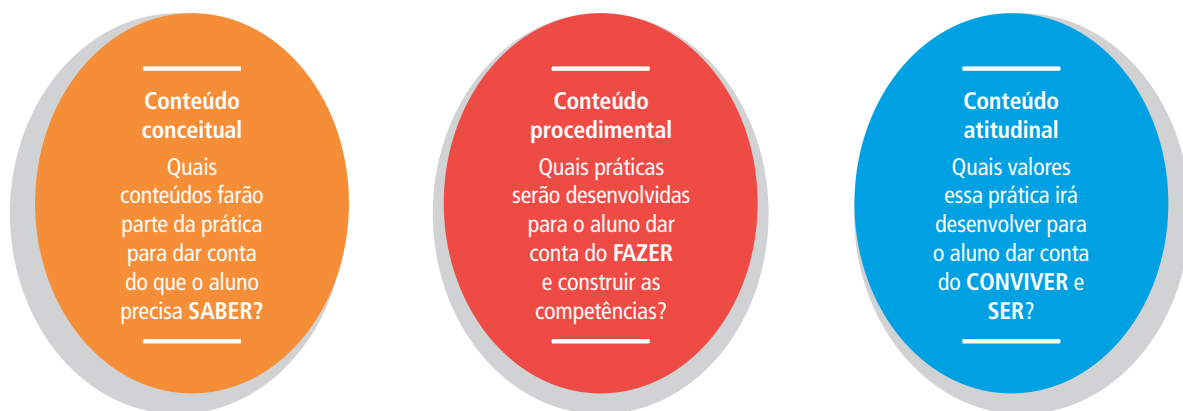 Conteúdo
conceitual
Quais
conteúdos farão
parte da prática
para dar conta
do que o aluno
precisa SABER?
Conteúdo
procedimental
Quais práticas
serão desenvolvidas
para o aluno dar
conta do FAZER
e construir as
competências?
Conteúdo
atitudinal
Quais valores
essa prática irá
desenvolver para
o aluno dar conta
do CONVIVER e
SER?